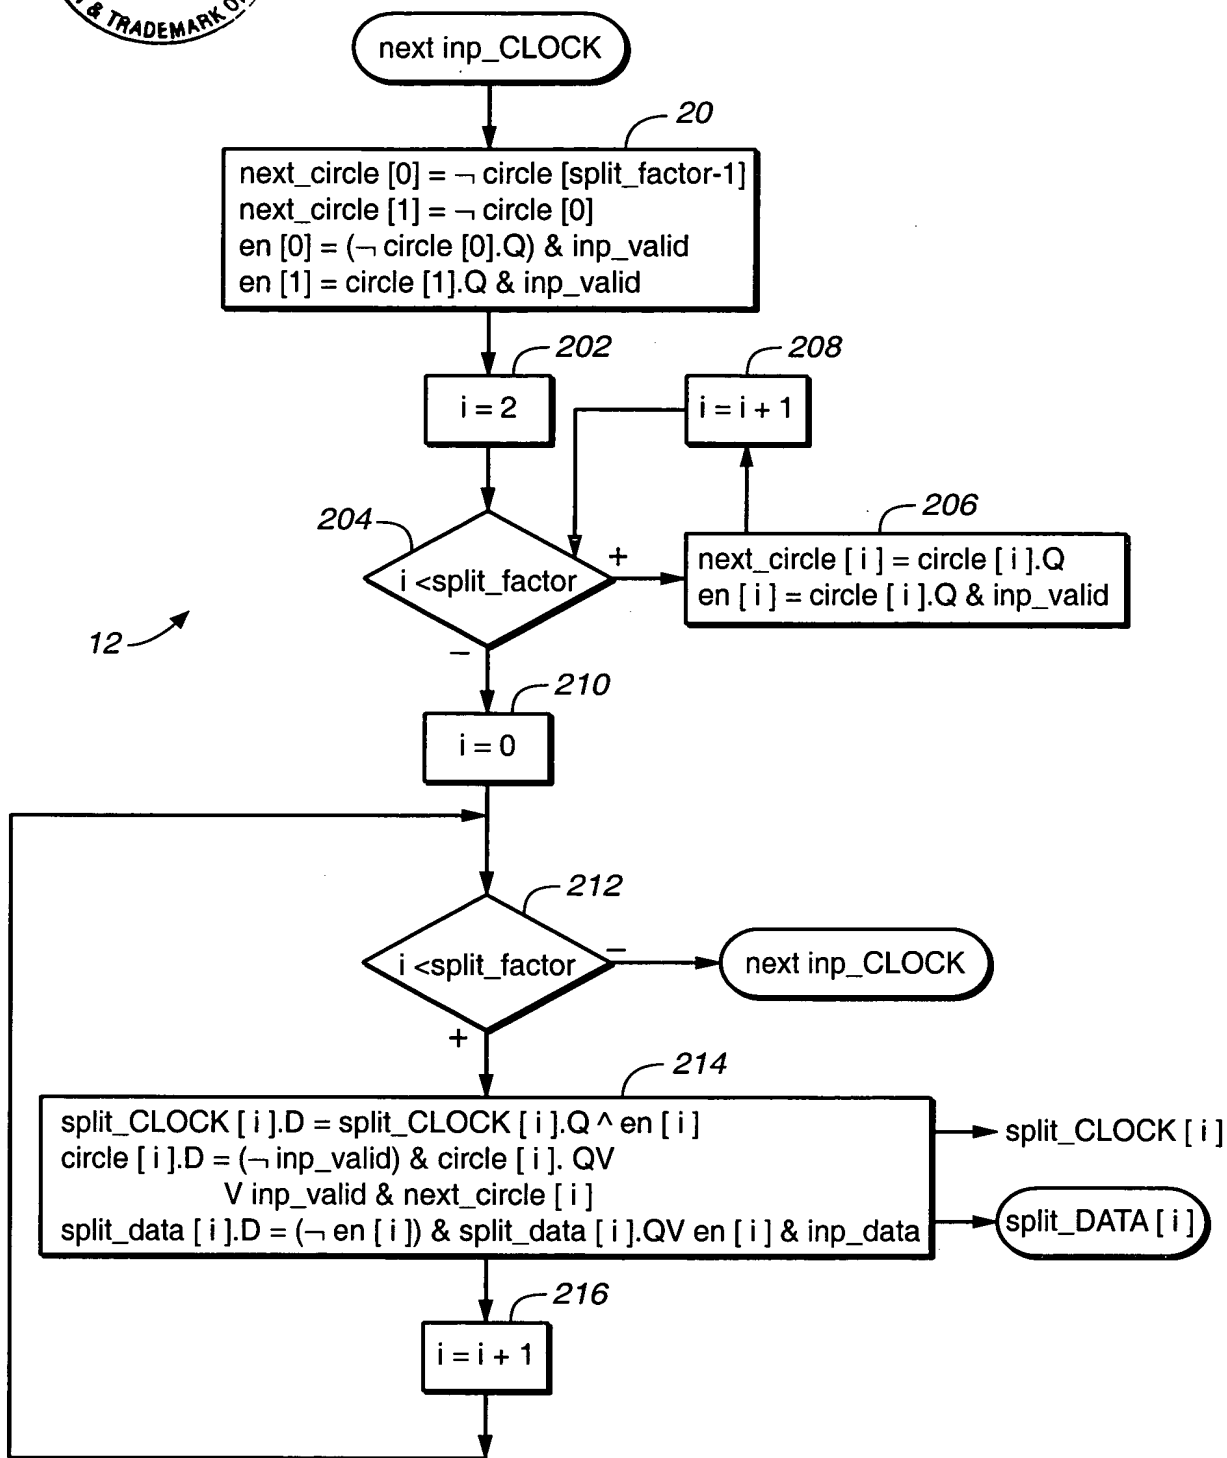 & TRADEMARK
next inp_CLOCK
20
next_circle [0] = ¬ circle [split_factor-1]
next_circle [1] = ¬ circle [0]
en [0] = (¬ circle [0].Q) & inp_valid
en [1] = circle [1].Q & inp_valid
202
i = 2
208
i = i + 1
204
i <split_factor
+
–
206
next_circle [ i ] = circle [ i ].Q
en [ i ] = circle [ i ].Q & inp_valid
12
210
i = 0
212
i <split_factor
–
+
next inp_CLOCK
214
split_CLOCK [ i ].D = split_CLOCK [ i ].Q ^ en [ i ]
circle [ i ].D = (¬ inp_valid) & circle [ i ]. QV
V inp_valid & next_circle [ i ]
split_data [ i ].D = (¬ en [ i ]) & split_data [ i ].QV en [ i ] & inp_data
split_CLOCK [ i ]
split_DATA [ i ]
216
i = i + 1